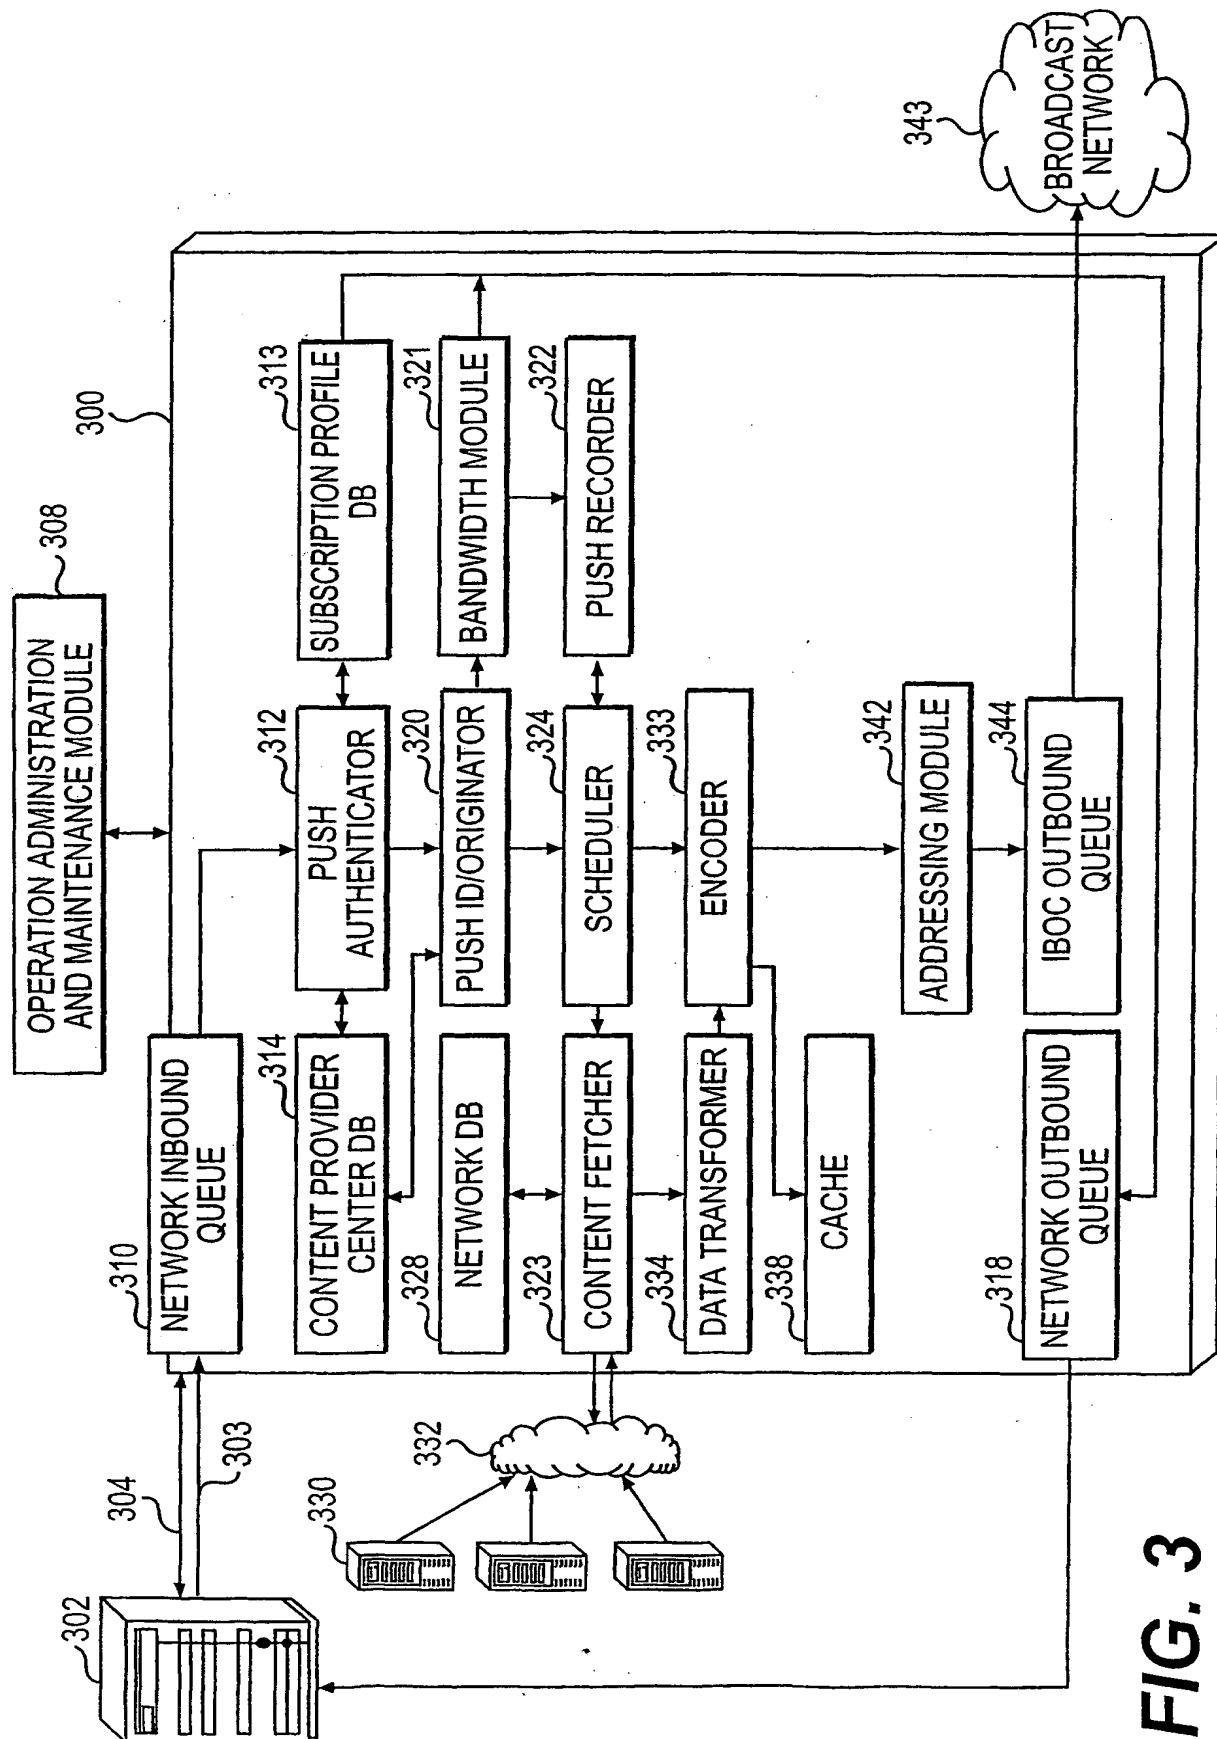 OPERATION ADMINISTRATION
AND MAINTENANCE MODULE
308
300
302
304
303
310
NETWORK INBOUND
QUEUE
314
CONTENT PROVIDER
CENTER DB
312
PUSH
AUTHENTICATOR
313
SUBSCRIPTION PROFILE
DB
328
NETWORK DB
320
PUSH ID/ORIGINATOR
321
BANDWIDTH MODULE
330
332
323
CONTENT FETCHER
324
SCHEDULER
322
PUSH RECORDER
334
DATA TRANSFORMER
333
ENCODER
338
CACHE
342
ADDRESSING MODULE
318
NETWORK OUTBOUND
QUEUE
344
IBOC OUTBOUND
QUEUE
343
BROADCAST
NETWORK
FIG. 3